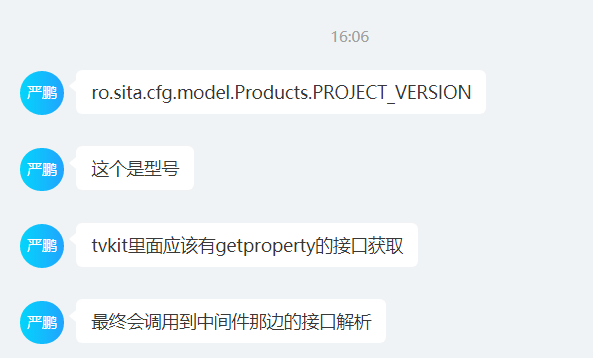 16:06
严鹏
ro.sita.cfg.model.Products.PROJECT_VERSION
严鹏
这个是型号
严鹏
tvkit里面应该有getproperty的接口获取
严鹏
最终会调用到中间件那边的接口解析